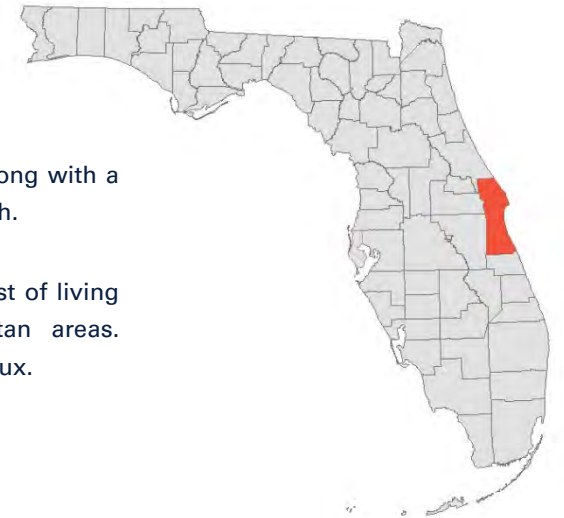 ong with a
h.
st of living
tan areas.
ux.